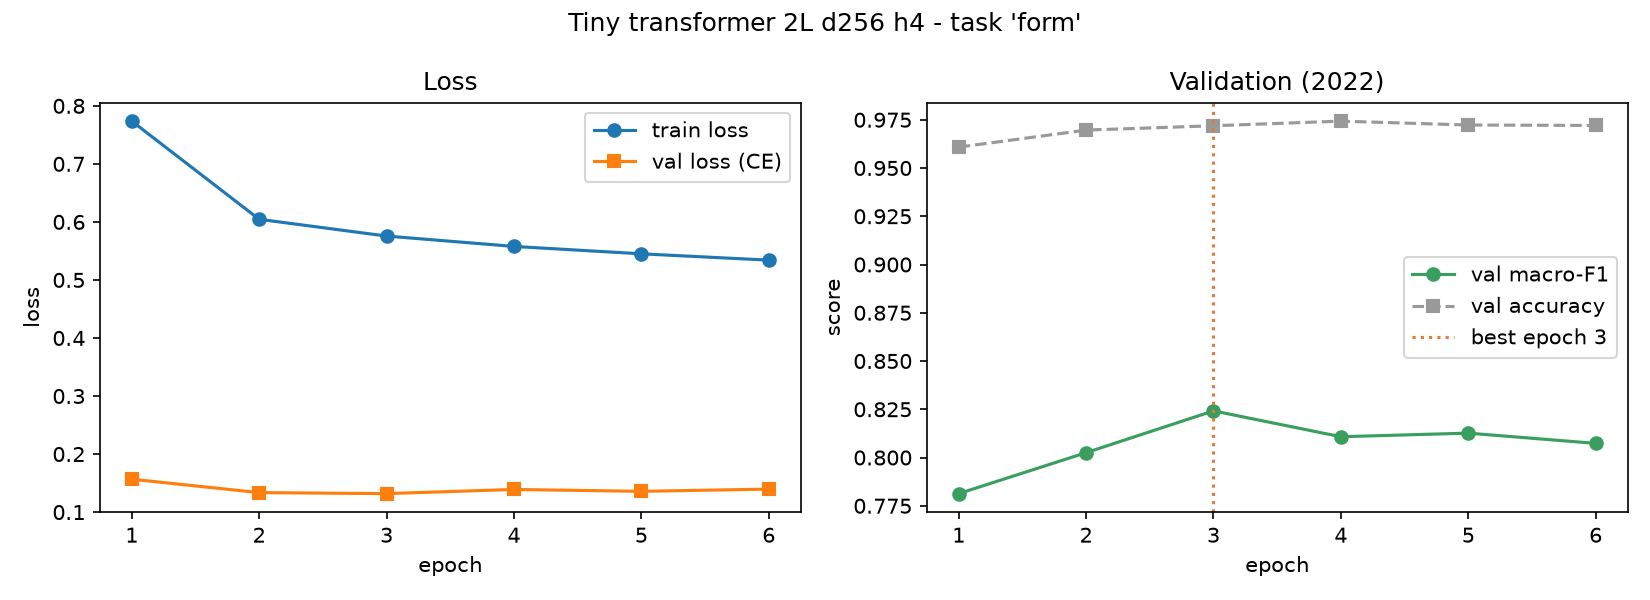 Tiny transformer 2L d256 h4 - task 'form'
Loss
0.8
0.7
0.6
0.5
0.4
0.3
0.2
0.1
loss
1 2 3 4 5 6
epoch
train loss
val loss (CE)
Validation (2022)
0.975
0.950
0.925
0.900
0.875
0.850
0.825
0.800
0.775
score
1 2 3 4 5 6
epoch
val macro-F1
val accuracy
best epoch 3